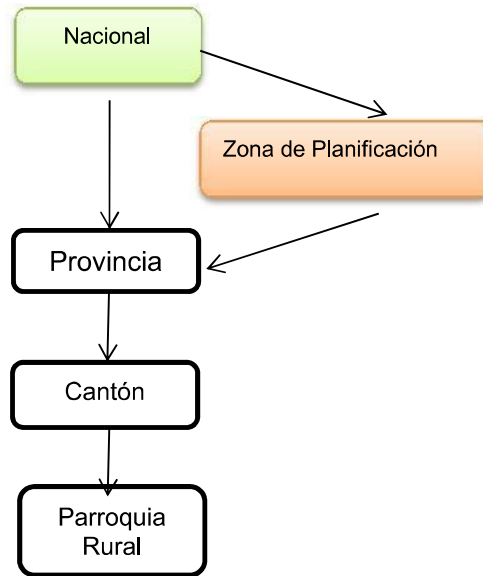 Nacional
Zona de Planificación
Provincia
Cantón
Parroquia
Rural